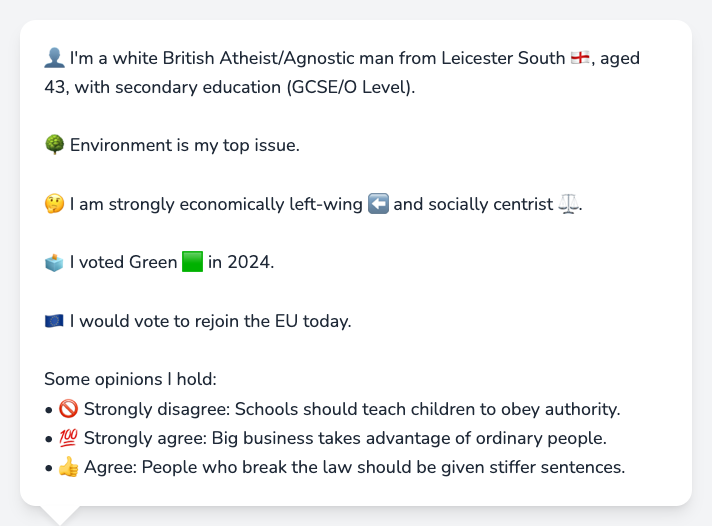 👤 I'm a white British Atheist/Agnostic man from Leicester South 🏴󠁧󠁢󠁥󠁮󠁧󠁿, aged
43, with secondary education (GCSE/O Level).
🌳 Environment is my top issue.
🤔 I am strongly economically left-wing ⬅️ and socially centrist ⚖️.
🗳️ I voted Green 🟩 in 2024.
🇪🇺 I would vote to rejoin the EU today.
Some opinions I hold:
• 🚫 Strongly disagree: Schools should teach children to obey authority.
• 💯 Strongly agree: Big business takes advantage of ordinary people.
• 👍 Agree: People who break the law should be given stiffer sentences.